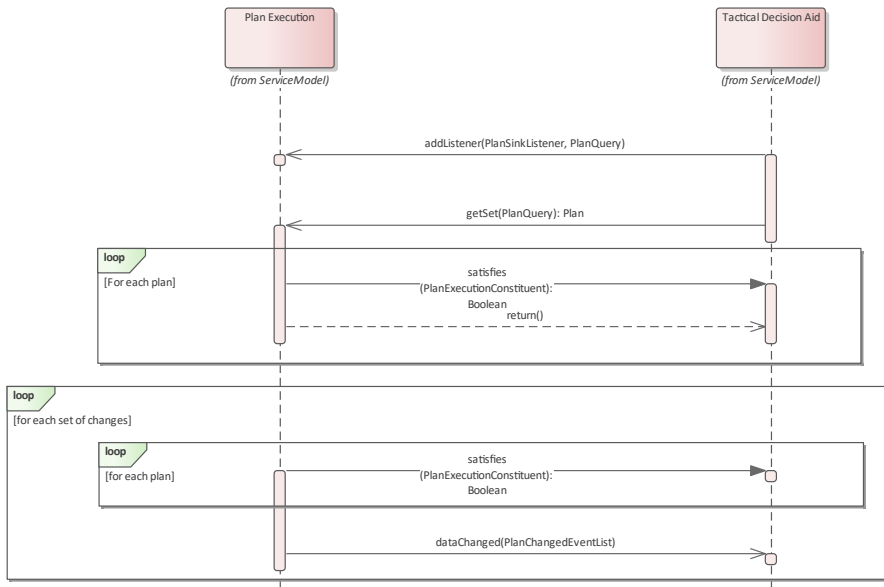 Plan Execution
Tactical Decision Aid
(from ServiceModel)
(from ServiceModel)
addListener(PlanSinkListener, PlanQuery)
getSet(PlanQuery): Plan
loop
[For each plan]
satisfies
(PlanExecutionConstituent):
Boolean
return()
loop
[for each set of changes]
loop
[for each plan]
satisfies
(PlanExecutionConstituent):
Boolean
dataChanged(PlanChangedEventList)